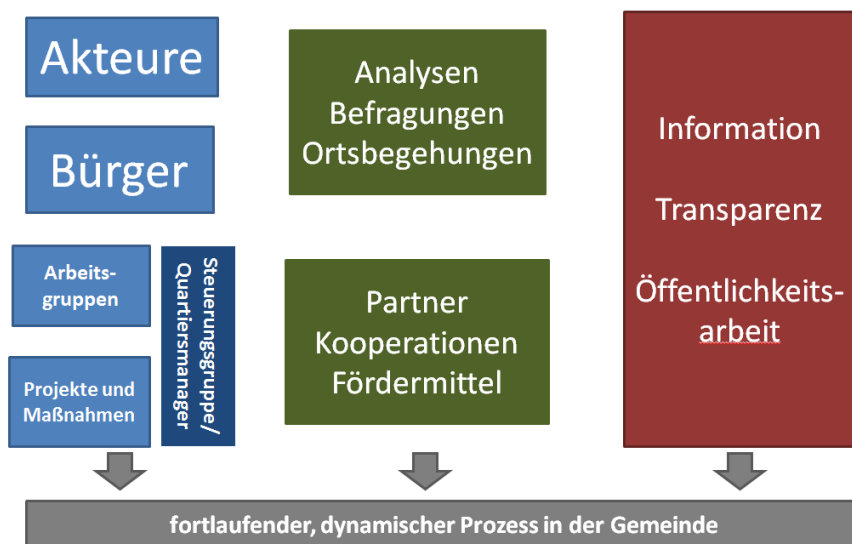 Akteure
Bürger
Arbeits-
gruppen
Projekte und
Maßnahmen
Steuerungsgruppe/
Quartiersmanager
Analysen
Befragungen
Ortsbegehungen
Partner
Kooperationen
Fördermittel
Information
Transparenz
Öffentlichkeits-
arbeit
fortlaufender, dynamischer Prozess in der Gemeinde